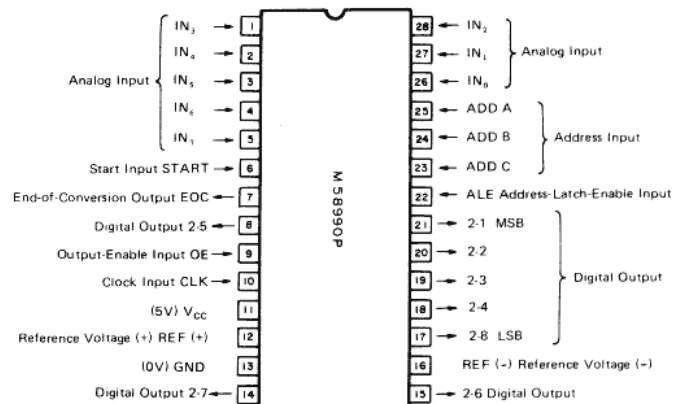 IN₃ → 1
IN₄ → 2
Analog Input { IN₅ → 3
IN₆ → 4
IN₇ → 5
Start Input START → 6
End-of-Conversion Output EOC ← 7
Digital Output 2-5 ← 8
Output-Enable Input OE → 9
Clock Input CLK → 10
(5V) Vcc 11
Reference Voltage (+) REF (+) 12
(0V) GND 13
Digital Output 2-7 ← 14
M58990P
28 ← IN₂
27 ← IN₁ } Analog Input
26 ← IN₀
25 ← ADD A
24 ← ADD B } Address Input
23 ← ADD C
22 ← ALE Address-Latch-Enable Input
21 → 2-1 MSB
20 → 2-2
19 → 2-3 } Digital Output
18 → 2-4
17 → 2-8 LSB
16 REF (-) Reference Voltage (-)
15 → 2-6 Digital Output